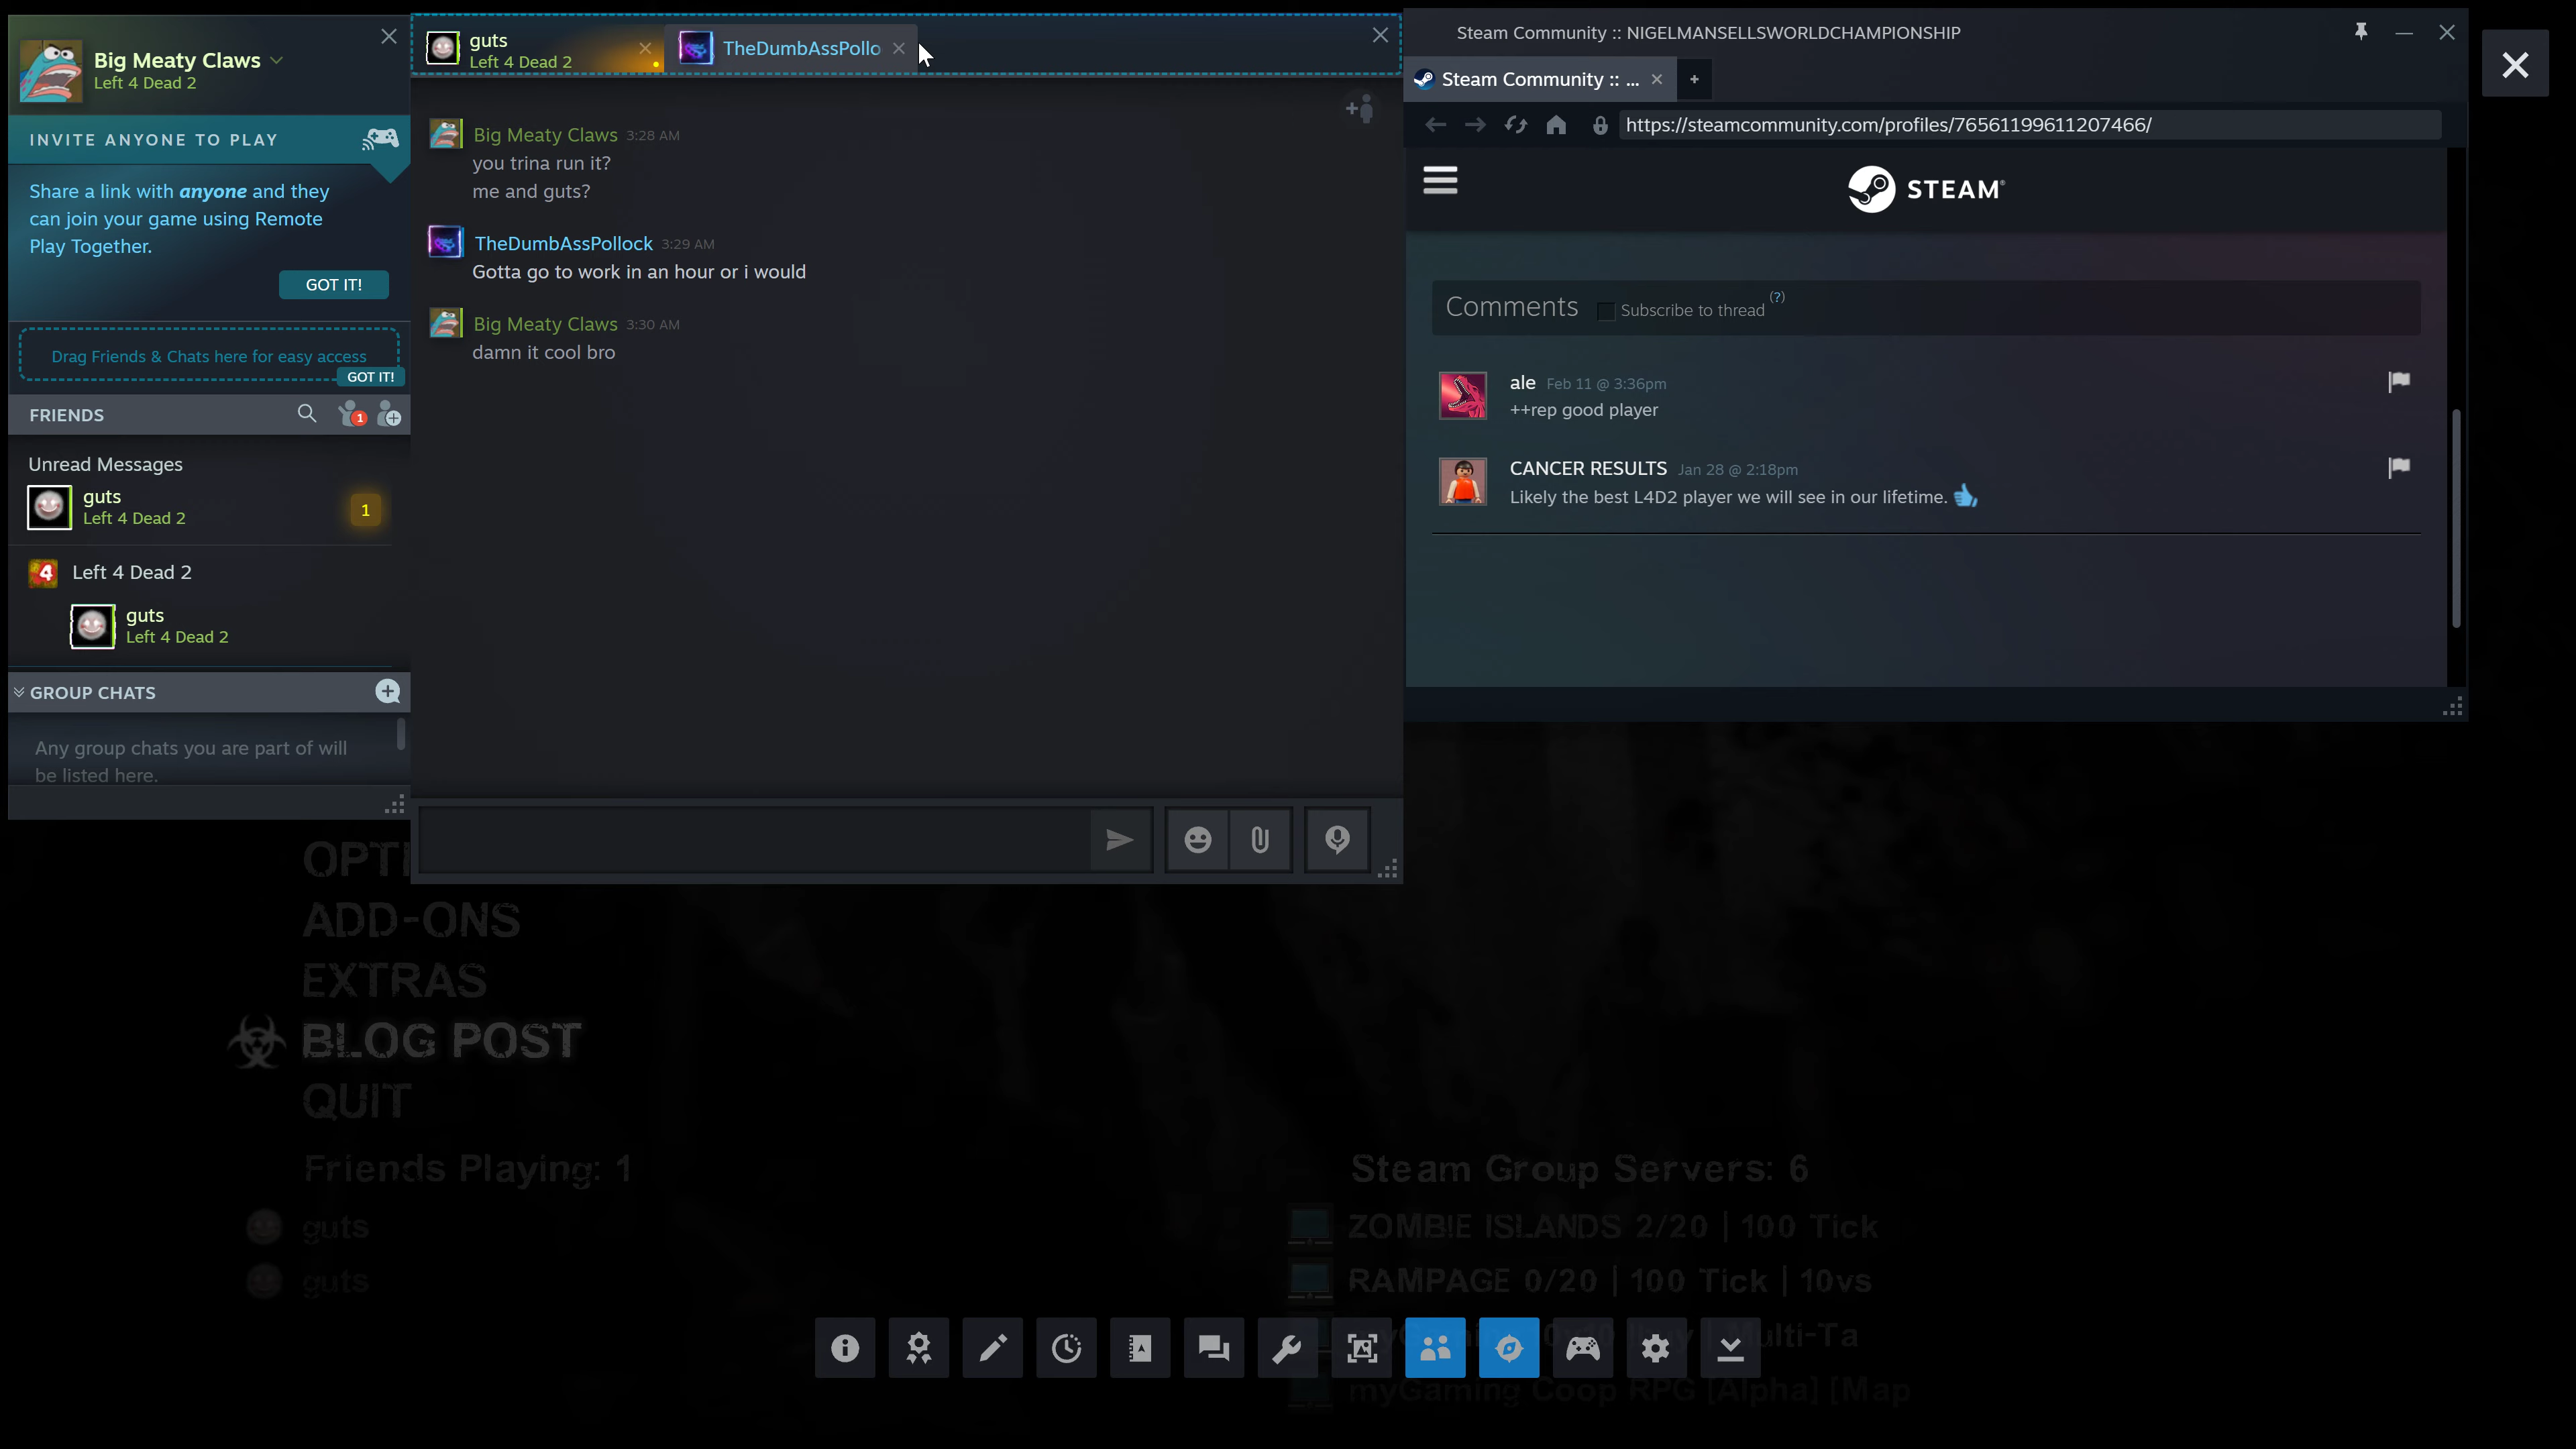 Big Meaty Claws
Left 4 Dead 2
INVITE ANYONE TO PLAY
Share a link with anyone and they
can join your game using Remote
Play Together.
GOT IT!
Drag Friends & Chats here for easy access
GOT IT!
FRIENDS
1
Unread Messages
guts
Left 4 Dead 2
1
Left 4 Dead 2
guts
Left 4 Dead 2
GROUP CHATS
Any group chats you are part of will
be listed here.
guts
Left 4 Dead 2
TheDumbAssPollo
Big Meaty Claws 3:28 AM
you trina run it?
me and guts?
TheDumbAssPollock 3:29 AM
Gotta go to work in an hour or i would
Big Meaty Claws 3:30 AM
damn it cool bro
Steam Community :: NIGELMANSELLSWORLDCHAMPIONSHIP
Steam Community :: ...
https://steamcommunity.com/profiles/76561199611207466/
STEAM
Comments Subscribe to thread (?)
ale Feb 11 @ 3:36pm
++rep good player
CANCER RESULTS Jan 28 @ 2:18pm
Likely the best L4D2 player we will see in our lifetime.
OPTI
ADD-ONS
EXTRAS
BLOG POST
QUIT
Friends Playing: 1
guts
guts
Steam Group Servers: 6
ZOMBIE ISLANDS 2/20 | 100 Tick
RAMPAGE 0/20 | 100 Tick | 10vs
myGaming Coop RPG [Alpha] [Map